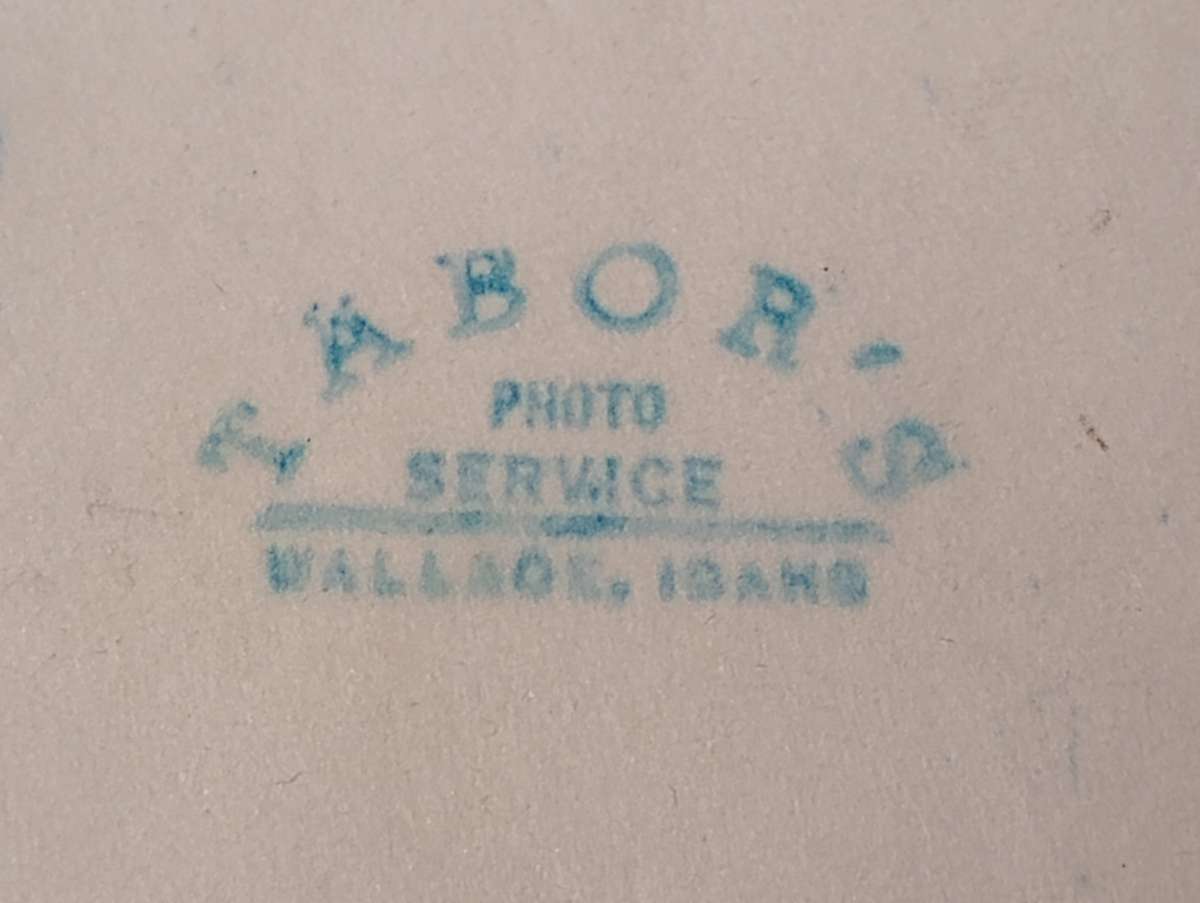 TABOR'S
PHOTO
SERVICE
WALLACE, IDAHO